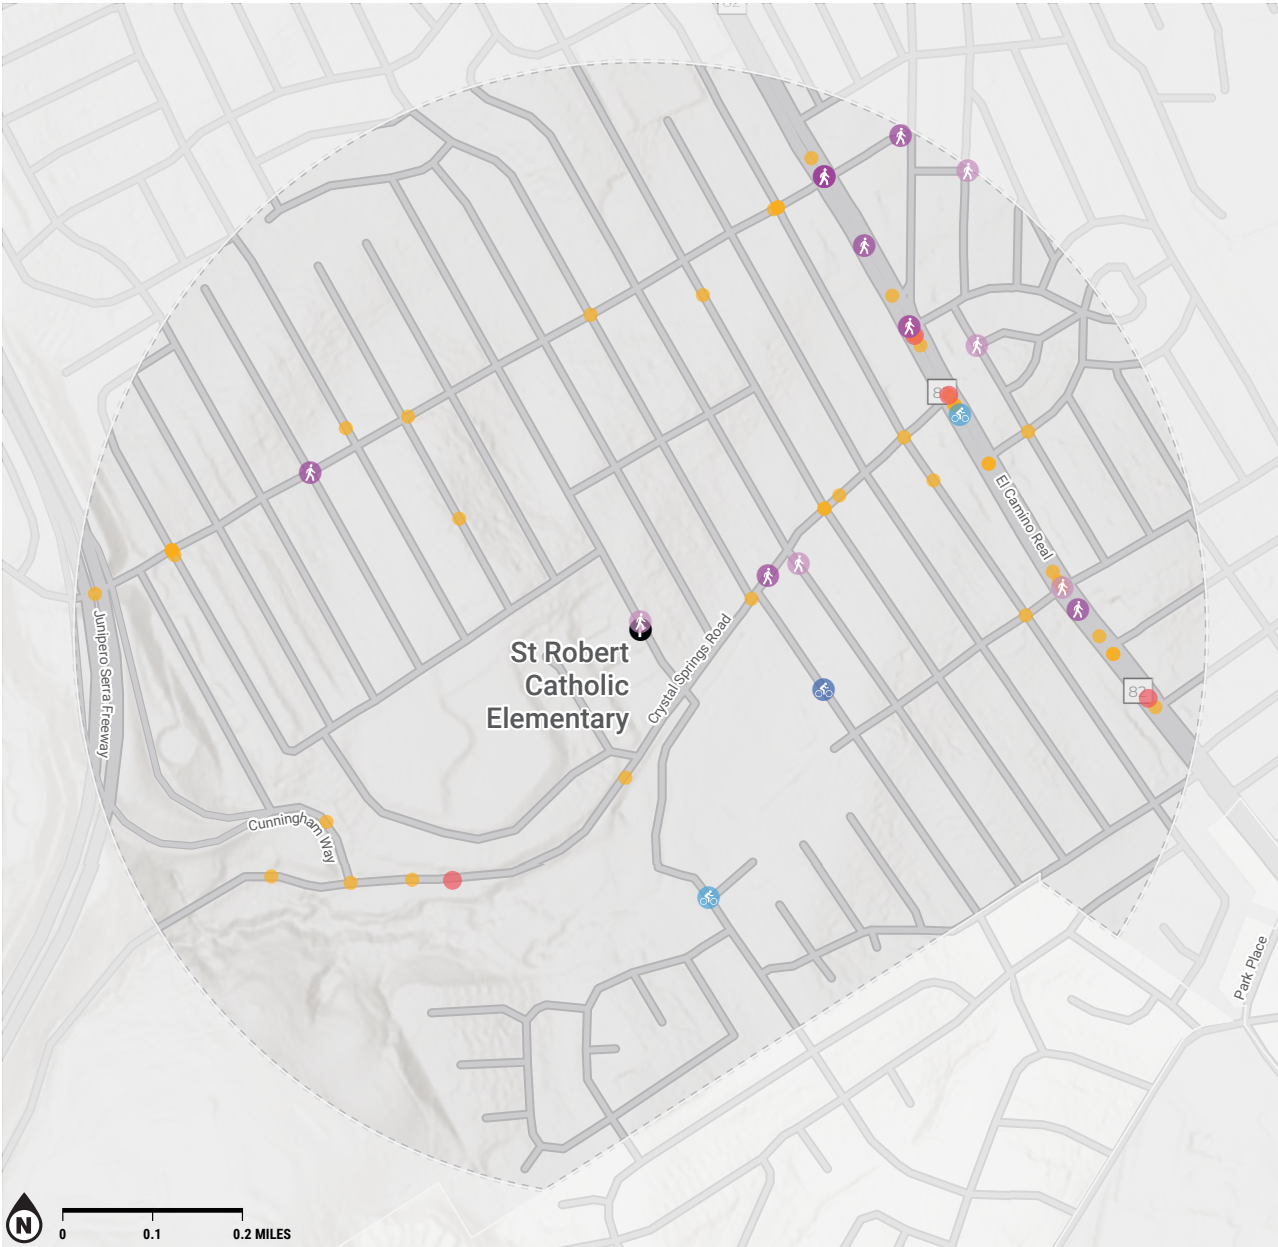 El Camino Real
82
Junipero Serra Freeway
St Robert
Catholic
Elementary
Crystal Springs Road
Cunningham Way
Park Place
N
0
0.1
0.2 MILES